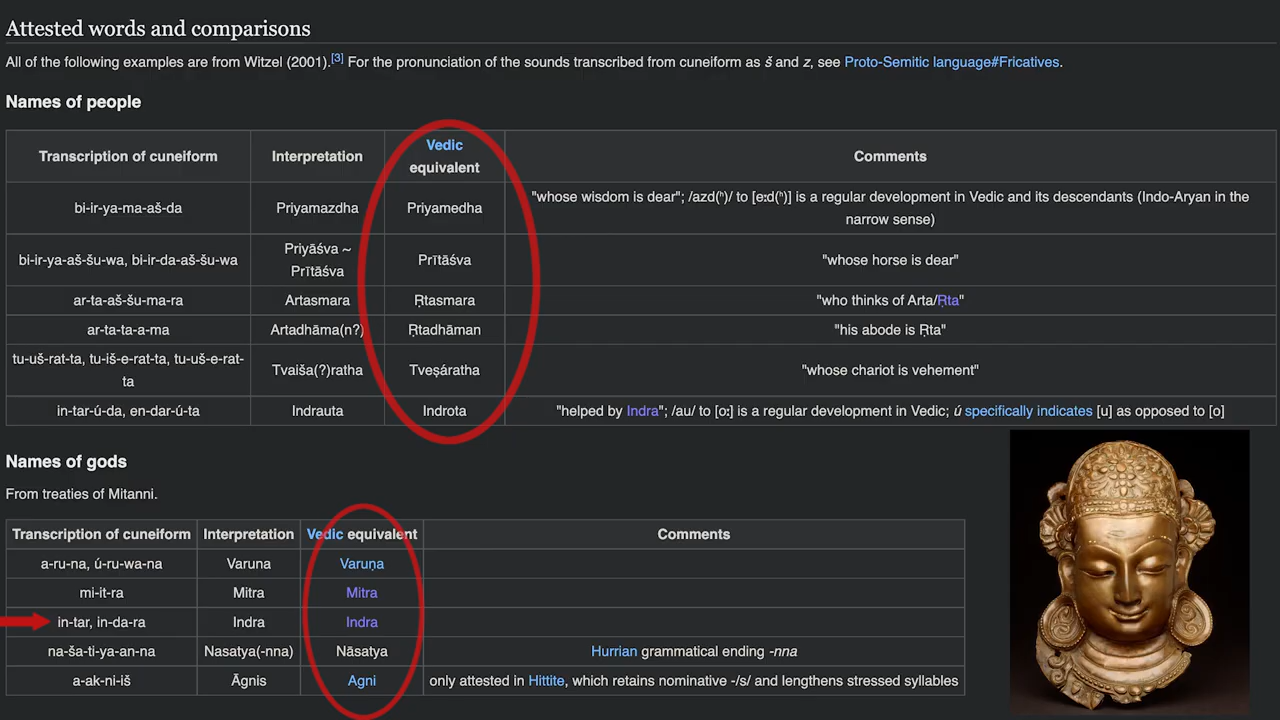 Attested words and comparisons
All of the following examples are from Witzel (2001).[3] For the pronunciation of the sounds transcribed from cuneiform as š and z, see Proto-Semitic language#Fricatives.
Names of people
Transcription of cuneiform Interpretation Vedic equivalent Comments
bi-ir-ya-ma-aš-da Priyamazdha Priyamedha "whose wisdom is dear"; /azd(ʰ)/ to [eːd(ʰ)] is a regular development in Vedic and its descendants (Indo-Aryan in the narrow sense)
bi-ir-ya-aš-šu-wa, bi-ir-da-aš-šu-wa Priyāśva ~ Prītāśva Prītāśva "whose horse is dear"
ar-ta-aš-šu-ma-ra Artasmara Ṛtasmara "who thinks of Arta/Ṛta"
ar-ta-ta-a-ma Artadhāma(n?) Ṛtadhāman "his abode is Ṛta"
tu-uš-rat-ta, tu-iš-e-rat-ta, tu-uš-e-rat-ta Tvaiša(?)ratha Tveṣáratha "whose chariot is vehement"
in-tar-ú-da, en-dar-ú-ta Indrauta Indrota "helped by Indra"; /au/ to [oː] is a regular development in Vedic; ú specifically indicates [u] as opposed to [o]
Names of gods
From treaties of Mitanni.
Transcription of cuneiform Interpretation Vedic equivalent Comments
a-ru-na, ú-ru-wa-na Varuna Varuṇa
mi-it-ra Mitra Mitra
in-tar, in-da-ra Indra Indra
na-ša-ti-ya-an-na Nasatya(-nna) Nāsatya Hurrian grammatical ending -nna
a-ak-ni-iš Āgnis Agni only attested in Hittite, which retains nominative -/s/ and lengthens stressed syllables